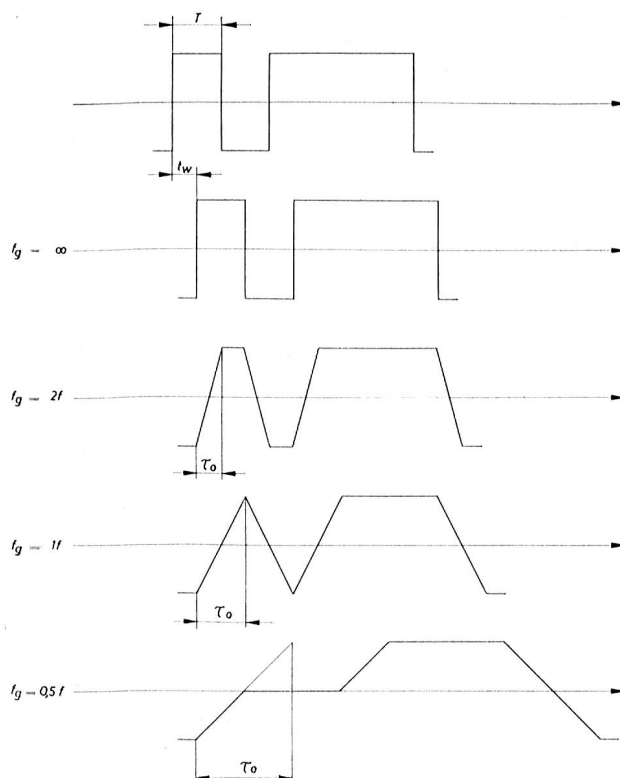 T
t_w
f_g = ∞
f_g = 2f
τ_o
f_g = 1f
τ_o
f_g = 0,5 f
τ_o